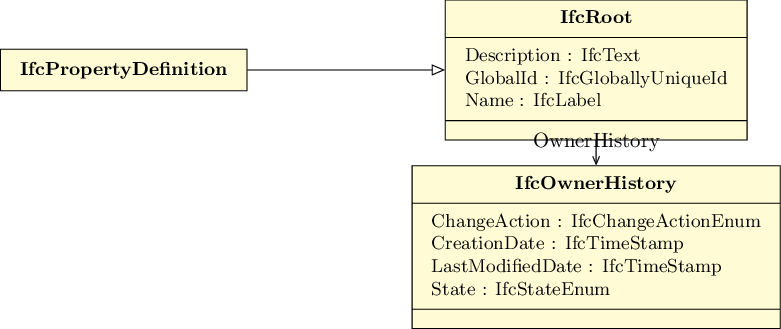 IfcRoot
IfcPropertyDefinition
Description : IfcText
GlobalId : IfcGloballyUniqueId
Name : IfcLabel
OwnerHistory
IfcOwnerHistory
ChangeAction : IfcChangeActionEnum
CreationDate : IfcTimeStamp
LastModifiedDate : IfcTimeStamp
State : IfcStateEnum